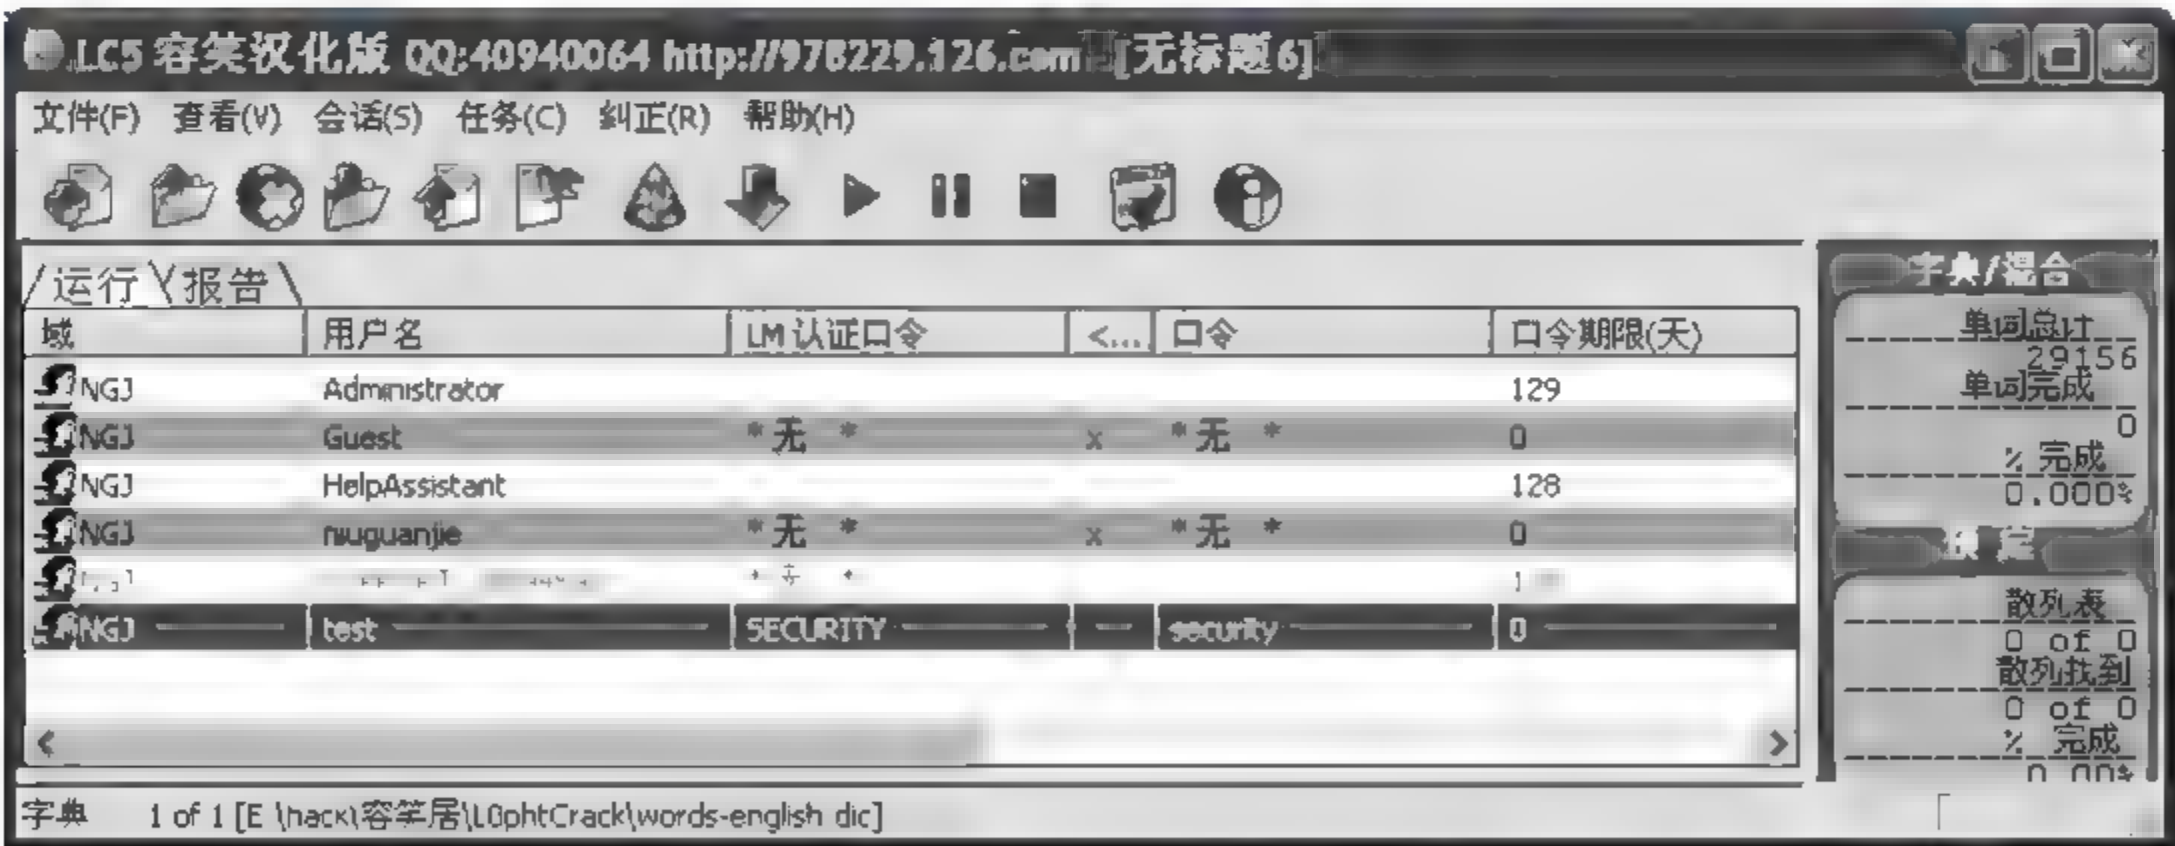 LC5 容笑汉化版 QQ:40940064 http://978229.126.com [无标题6]
文件(F) 查看(V) 会话(S) 任务(C) 纠正(R) 帮助(H)
运行 报告
域 用户名 LM 认证口令 <... 口令 口令期限(天)
NGJ Administrator 129
NGJ Guest * 无 * x * 无 * 0
NGJ HelpAssistant 128
NGJ niuguanjie * 无 * x * 无 * 0
NGJ test SECURITY security 0
字典/混合
单词总计
29156
单词完成
0
% 完成
0.000%
散列表
0 of 0
散列找到
0 of 0
% 完成
0.00%
字典 1 of 1 [E \hack\容笑居\L0phtCrack\words-english dic]